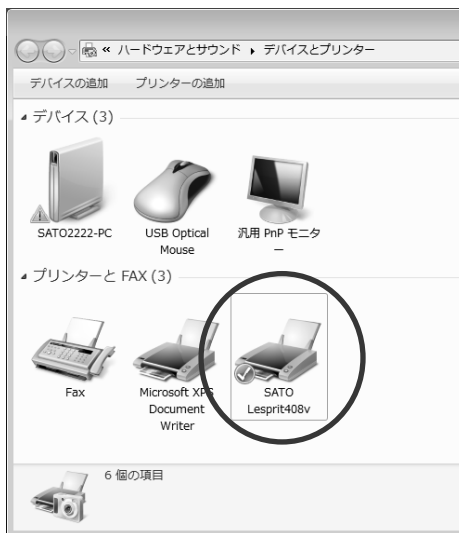 « ハードウェアとサウンド ▸ デバイスとプリンター
デバイスの追加 プリンターの追加
デバイス (3)
SATO2222-PC
USB Optical
Mouse
汎用 PnP モニタ
ー
プリンターと FAX (3)
Fax
Microsoft XPS
Document
Writer
SATO
Lesprit408v
6 個の項目